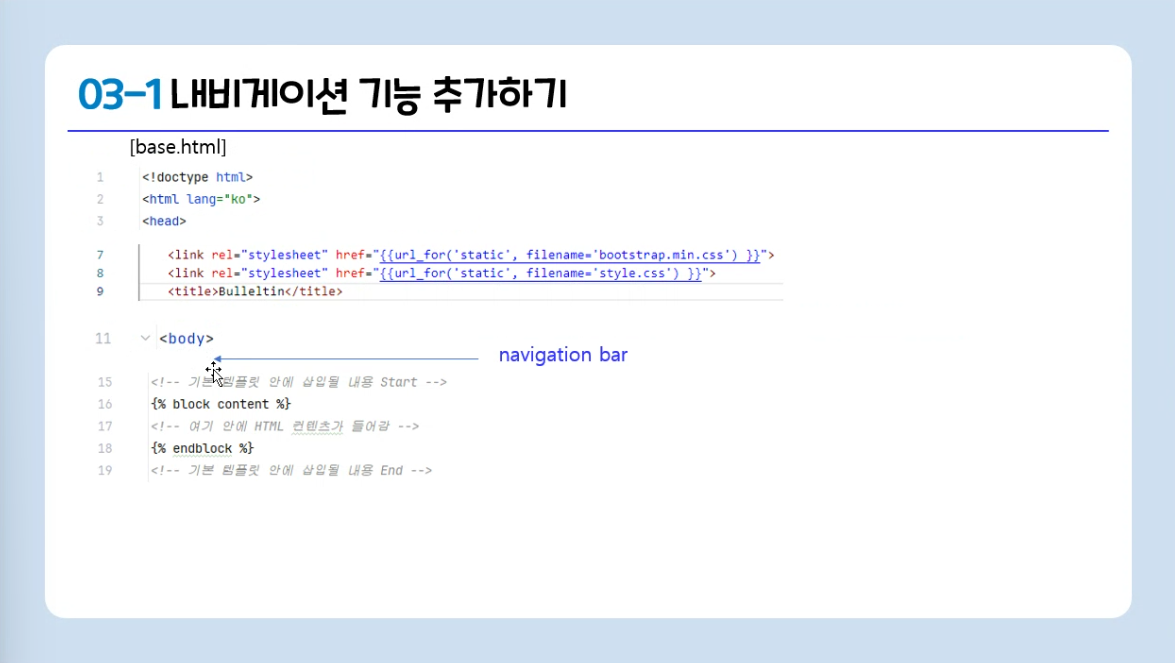 03-1 내비게이션 기능 추가하기
[base.html]
1 <!doctype html>
2 <html lang="ko">
3 <head>
7 <link rel="stylesheet" href="{{url_for('static', filename='bootstrap.min.css') }}">
8 <link rel="stylesheet" href="{{url_for('static', filename='style.css') }}">
9 <title>Bulleltin</title>
11 <body>
navigation bar
15 <!-- 기본 템플릿 안에 삽입될 내용 Start -->
16 {% block content %}
17 <!-- 여기 안에 HTML 컨텐츠가 들어감 -->
18 {% endblock %}
19 <!-- 기본 템플릿 안에 삽입될 내용 End -->